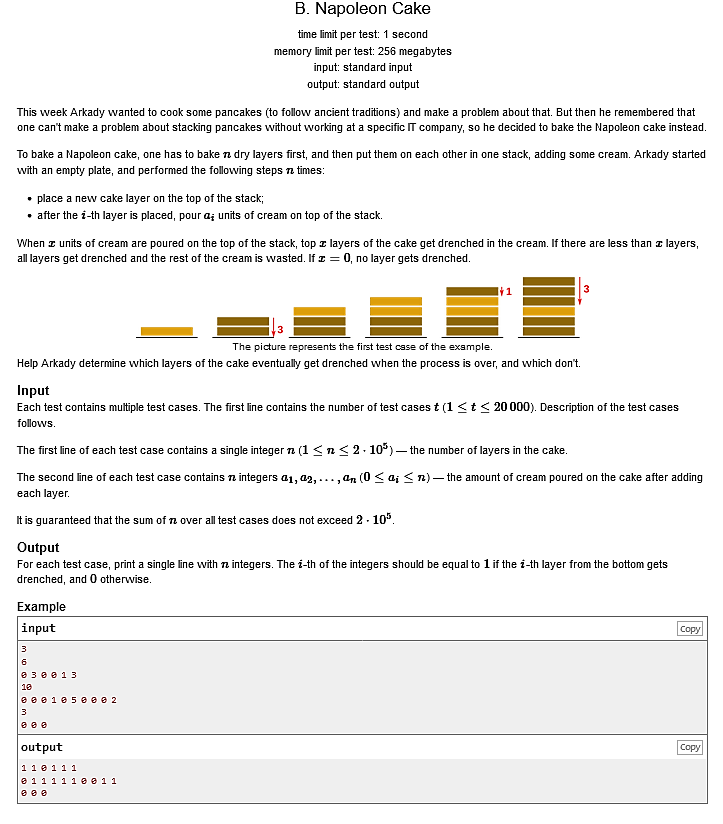 B. Napoleon Cake
time limit per test: 1 second
memory limit per test: 256 megabytes
input: standard input
output: standard output
This week Arkady wanted to cook some pancakes (to follow ancient traditions) and make a problem about that. But then he remembered that
one can't make a problem about stacking pancakes without working at a specific IT company, so he decided to bake the Napoleon cake instead.
To bake a Napoleon cake, one has to bake n dry layers first, and then put them on each other in one stack, adding some cream. Arkady started
with an empty plate, and performed the following steps n times:
• place a new cake layer on the top of the stack;
• after the i-th layer is placed, pour aᵢ units of cream on top of the stack.
When x units of cream are poured on the top of the stack, top x layers of the cake get drenched in the cream. If there are less than x layers,
all layers get drenched and the rest of the cream is wasted. If x = 0, no layer gets drenched.
3
1
3
The picture represents the first test case of the example.
Help Arkady determine which layers of the cake eventually get drenched when the process is over, and which don't.
Input
Each test contains multiple test cases. The first line contains the number of test cases t (1 ≤ t ≤ 20 000). Description of the test cases
follows.
The first line of each test case contains a single integer n (1 ≤ n ≤ 2 · 10⁵) — the number of layers in the cake.
The second line of each test case contains n integers a₁, a₂, . . . , aₙ (0 ≤ aᵢ ≤ n) — the amount of cream poured on the cake after adding
each layer.
It is guaranteed that the sum of n over all test cases does not exceed 2 · 10⁵.
Output
For each test case, print a single line with n integers. The i-th of the integers should be equal to 1 if the i-th layer from the bottom gets
drenched, and 0 otherwise.
Example
input Copy
3
6
0 3 0 0 1 3
10
0 0 0 1 0 5 0 0 0 2
3
0 0 0
output Copy
1 1 0 1 1 1
0 1 1 1 1 1 0 0 1 1
0 0 0